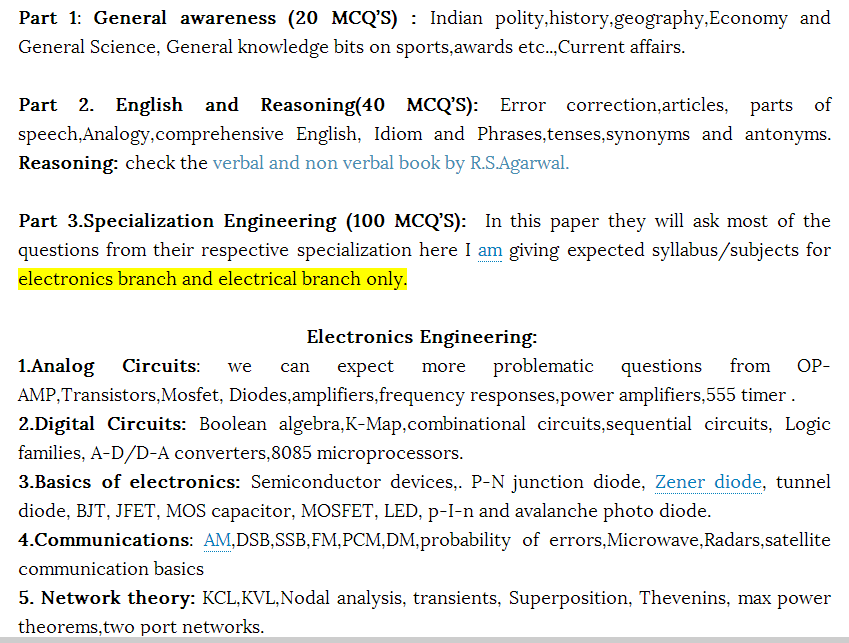 Part 1: General awareness (20 MCQ'S) : Indian polity,history,geography,Economy and
General Science, General knowledge bits on sports,awards etc..,Current affairs.
Part 2. English and Reasoning(40 MCQ'S): Error correction,articles, parts of
speech,Analogy,comprehensive English, Idiom and Phrases,tenses,synonyms and antonyms.
Reasoning: check the verbal and non verbal book by R.S.Agarwal.
Part 3.Specialization Engineering (100 MCQ'S): In this paper they will ask most of the
questions from their respective specialization here I am giving expected syllabus/subjects for
electronics branch and electrical branch only.
Electronics Engineering:
1.Analog Circuits: we can expect more problematic questions from OP-
AMP,Transistors,Mosfet, Diodes,amplifiers,frequency responses,power amplifiers,555 timer .
2.Digital Circuits: Boolean algebra,K-Map,combinational circuits,sequential circuits, Logic
families, A-D/D-A converters,8085 microprocessors.
3.Basics of electronics: Semiconductor devices,. P-N junction diode, Zener diode, tunnel
diode, BJT, JFET, MOS capacitor, MOSFET, LED, p-I-n and avalanche photo diode.
4.Communications: AM,DSB,SSB,FM,PCM,DM,probability of errors,Microwave,Radars,satellite
communication basics
5. Network theory: KCL,KVL,Nodal analysis, transients, Superposition, Thevenins, max power
theorems,two port networks.